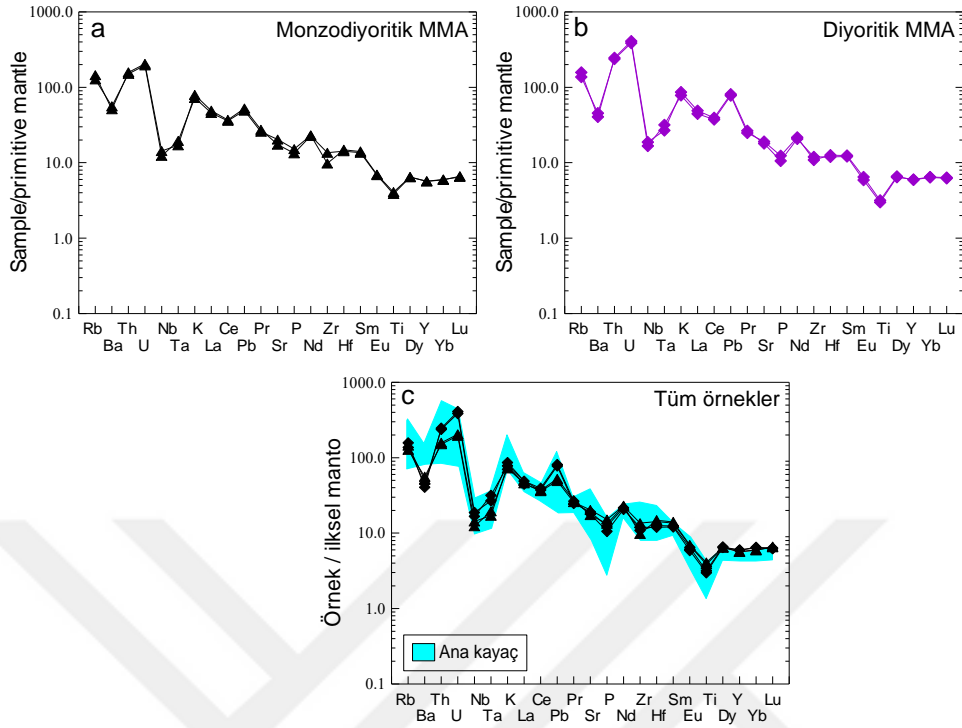 a
Monzodiyoritik MMA
1000.0
100.0
10.0
1.0
0.1
Sample/primitive mantle
Rb Th Nb K Ce Pr P Zr Sm Ti Y Lu
Ba U Ta La Pb Sr Nd Hf Eu Dy Yb
b
Diyoritik MMA
1000.0
100.0
10.0
1.0
0.1
Sample/primitive mantle
Rb Th Nb K Ce Pr P Zr Sm Ti Y Lu
Ba U Ta La Pb Sr Nd Hf Eu Dy Yb
c
Tüm örnekler
1000.0
100.0
10.0
1.0
0.1
Örnek / ilksel manto
Ana kayaç
Rb Th Nb K Ce Pr P Zr Sm Ti Y Lu
Ba U Ta La Pb Sr Nd Hf Eu Dy Yb